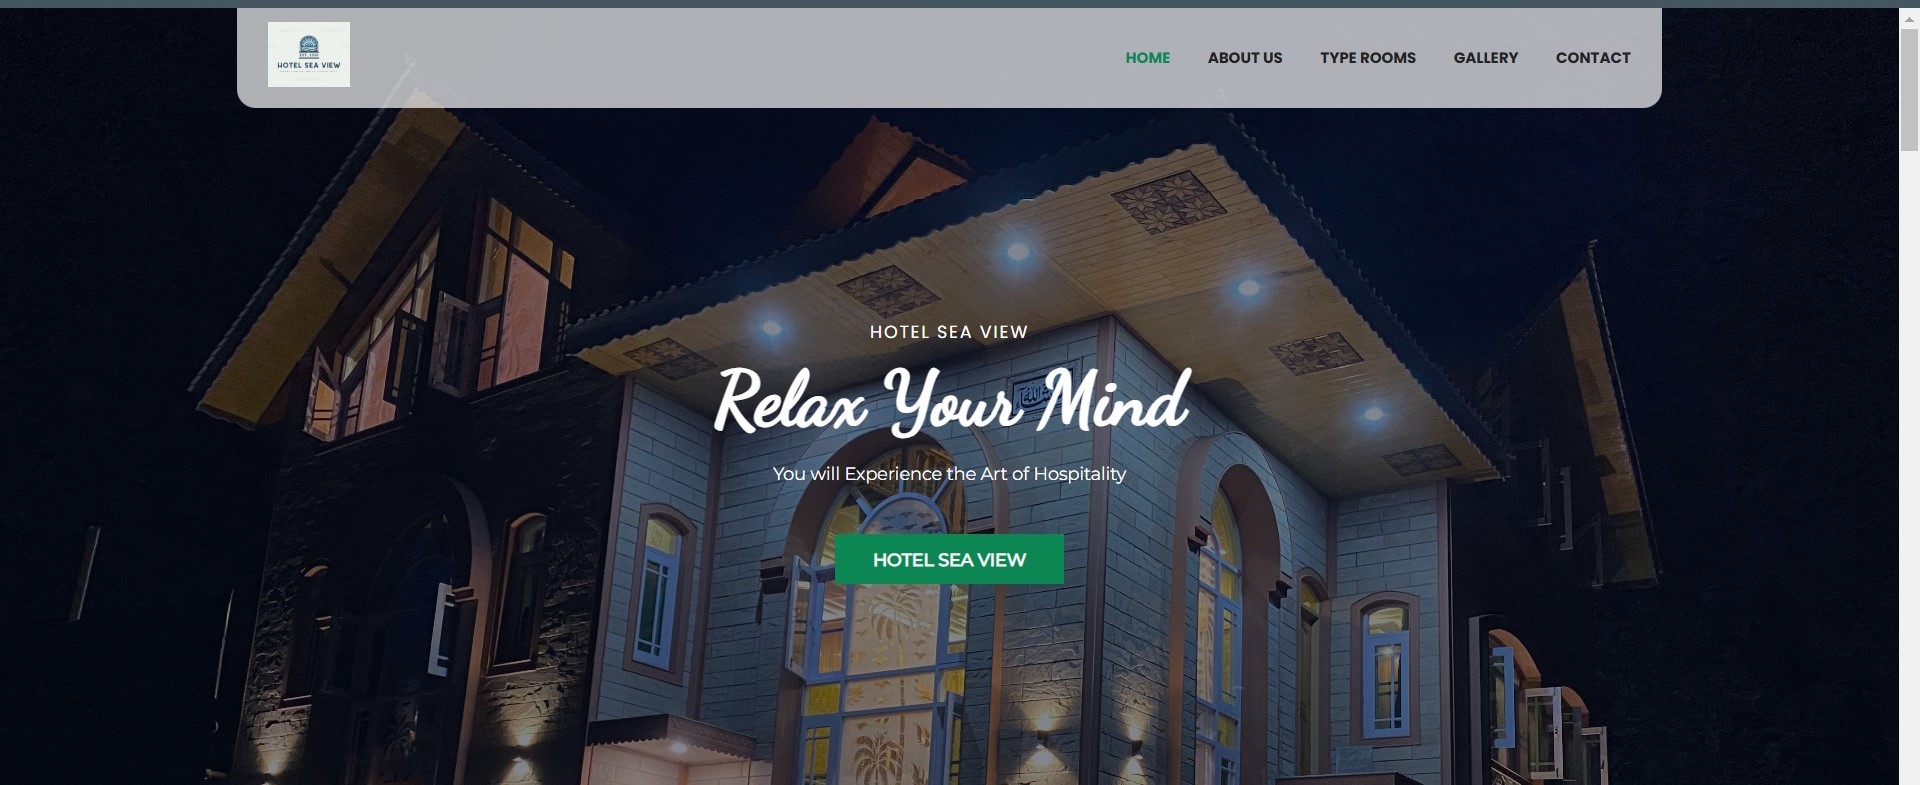 HOTEL SEA VIEW
HOME ABOUT US TYPE ROOMS GALLERY CONTACT
HOTEL SEA VIEW
Relax Your Mind
You will Experience the Art of Hospitality
HOTEL SEA VIEW